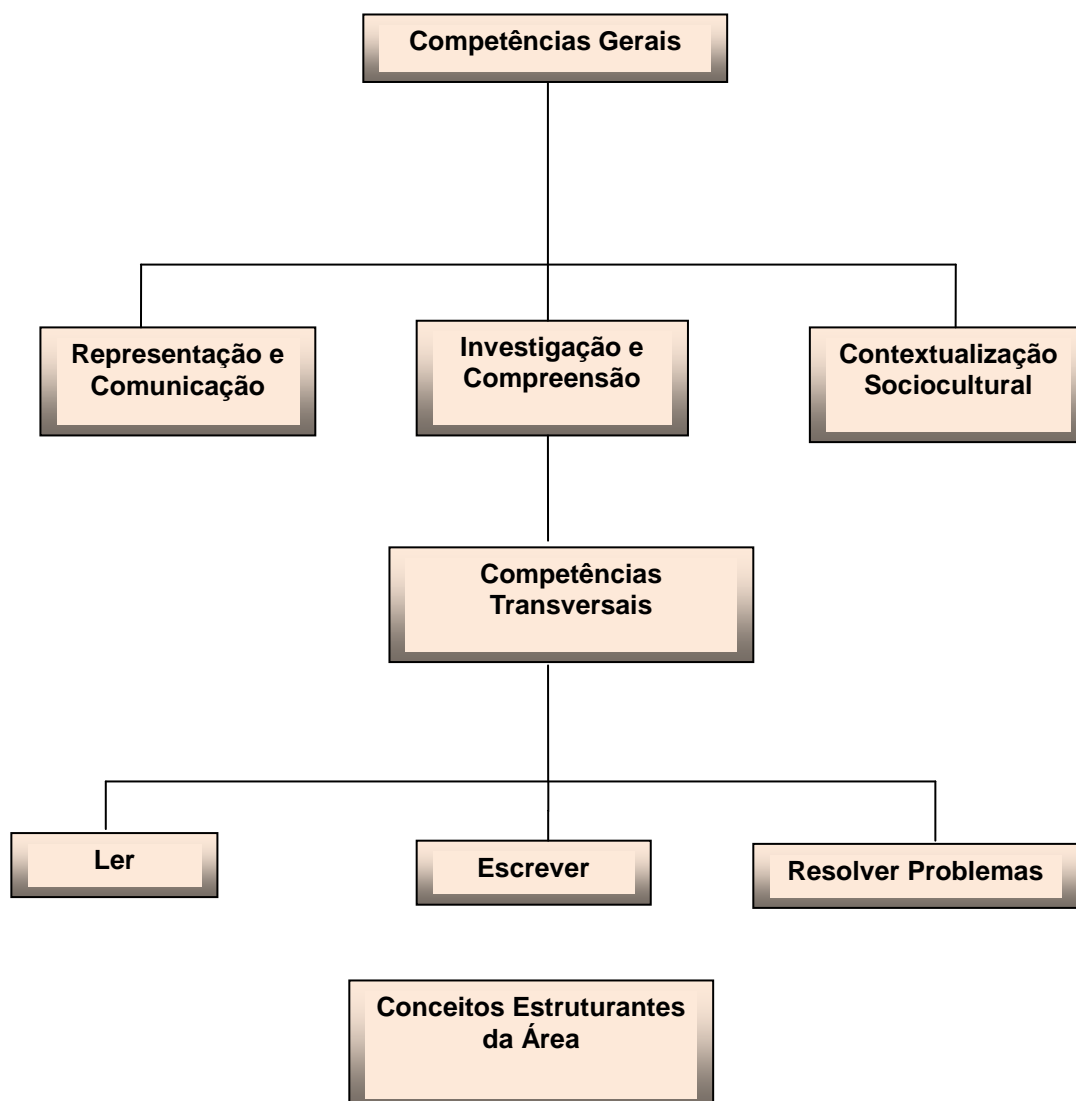 Competências Gerais
Representação e
Comunicação
Investigação e
Compreensão
Contextualização
Sociocultural
Competências
Transversais
Ler
Escrever
Resolver Problemas
Conceitos Estruturantes
da Área